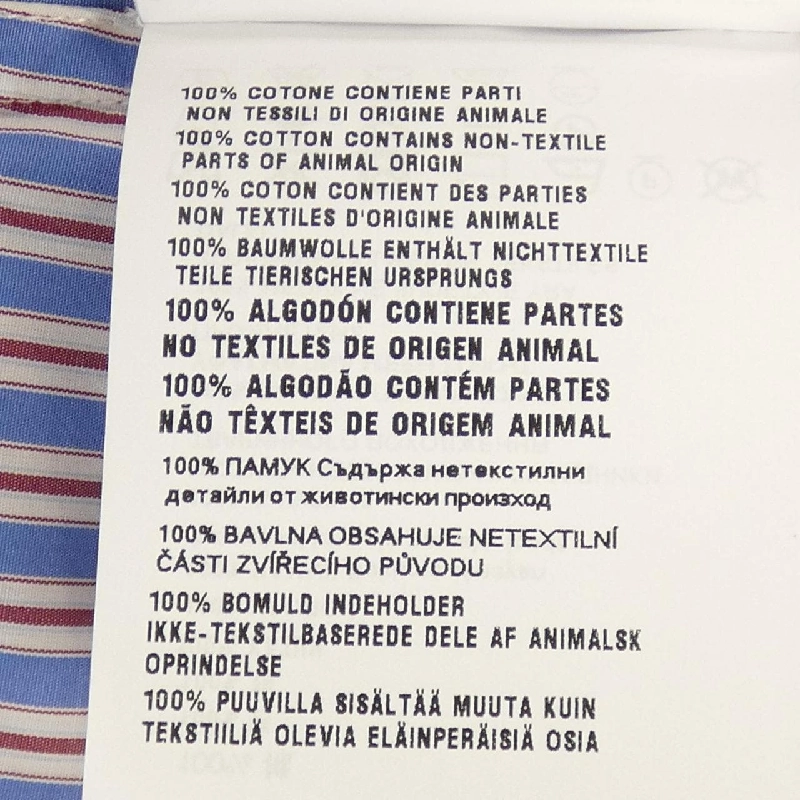 100% COTONE CONTIENE PARTI
NON TESSILI DI ORIGINE ANIMALE
100% COTTON CONTAINS NON-TEXTILE
PARTS OF ANIMAL ORIGIN
100% COTON CONTIENT DES PARTIES
NON TEXTILES D'ORIGINE ANIMALE
100% BAUMWOLLE ENTHÄLT NICHTTEXTILE
TEILE TIERISCHEN URSPRUNGS
100% ALGODÓN CONTIENE PARTES
NO TEXTILES DE ORIGEN ANIMAL
100% ALGODÃO CONTÉM PARTES
NÃO TÊXTEIS DE ORIGEM ANIMAL
100% ПАМУК Съдържа нетекстилни
детайли от животински произход
100% BAVLNA OBSAHUJE NETEXTILNÍ
ČÁSTI ZVÍŘECÍHO PŮVODU
100% BOMULD INDEHOLDER
IKKE-TEKSTILBASEREDE DELE AF ANIMALSK
OPRINDELSE
100% PUUVILLA SISÄLTÄÄ MUUTA KUIN
TEKSTIILIÄ OLEVIA ELÄINPERÄISIÄ OSIA